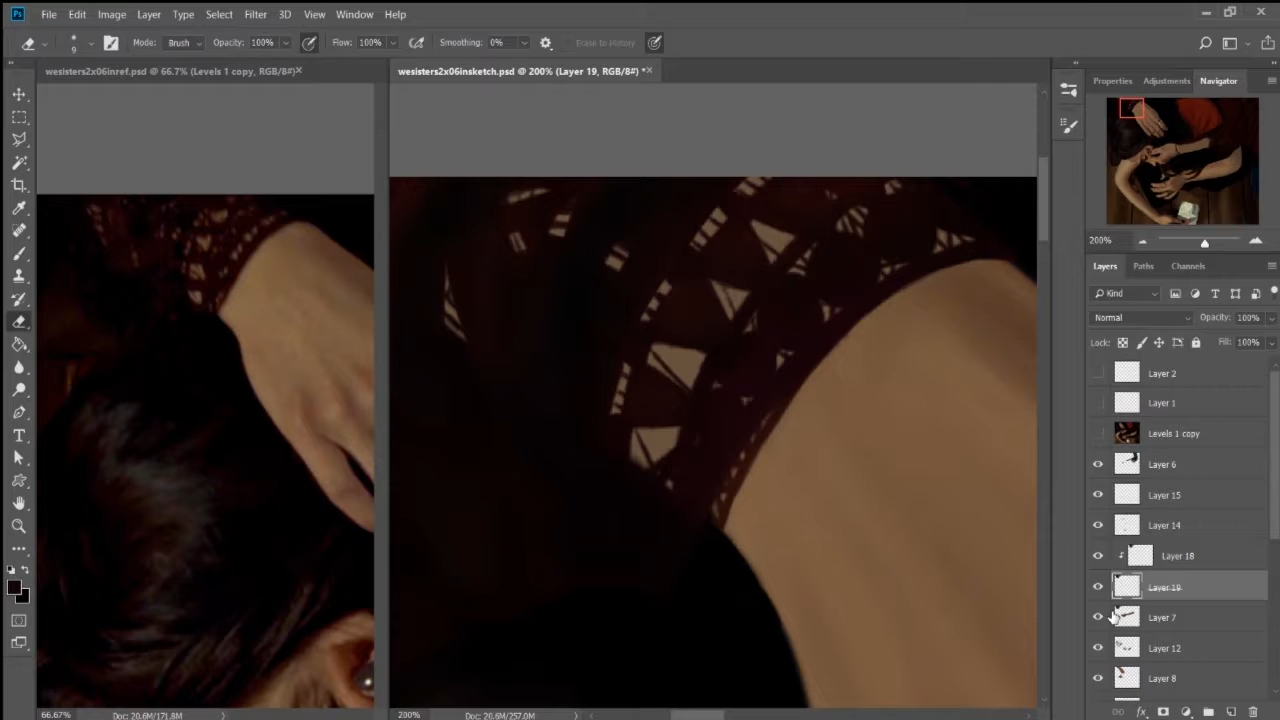 Ps File Edit Image Layer Type Select Filter 3D View Window Help
9 Mode: Brush Opacity: 100% Flow: 100% Smoothing: 0% Erase to History
wesisters2x06inref.psd @ 66.7% (Levels 1 copy, RGB/8#) wesisters2x06insketch.psd @ 200% (Layer 19, RGB/8#) *
Properties Adjustments Navigator
200%
Layers Paths Channels
Kind
Normal Opacity: 100%
Lock: Fill: 100%
Layer 2
Layer 1
Levels 1 copy
Layer 6
Layer 15
Layer 14
Layer 18
Layer 19
Layer 7
Layer 12
Layer 8
66.67% Doc: 20.6M/171.8M 200% Doc: 20.6M/257.0M